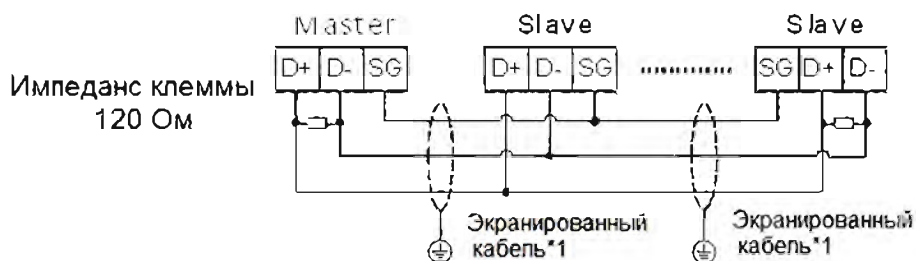 Master Slave Slave
D+ D- SG D+ D- SG SG D+ D-
Импеданс клеммы
120 Ом
Экранированный
кабель*1
Экранированный
кабель*1